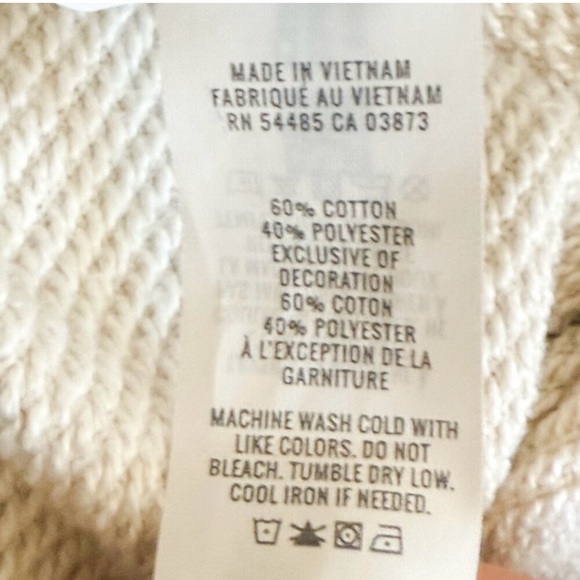 MADE IN VIETNAM
FABRIQUÉ AU VIETNAM
RN 54485 CA 03873
60% COTTON
40% POLYESTER
EXCLUSIVE OF
DECORATION
60% COTON
40% POLYESTER
À L'EXCEPTION DE LA
GARNITURE
MACHINE WASH COLD WITH
LIKE COLORS. DO NOT
BLEACH. TUMBLE DRY LOW.
COOL IRON IF NEEDED.